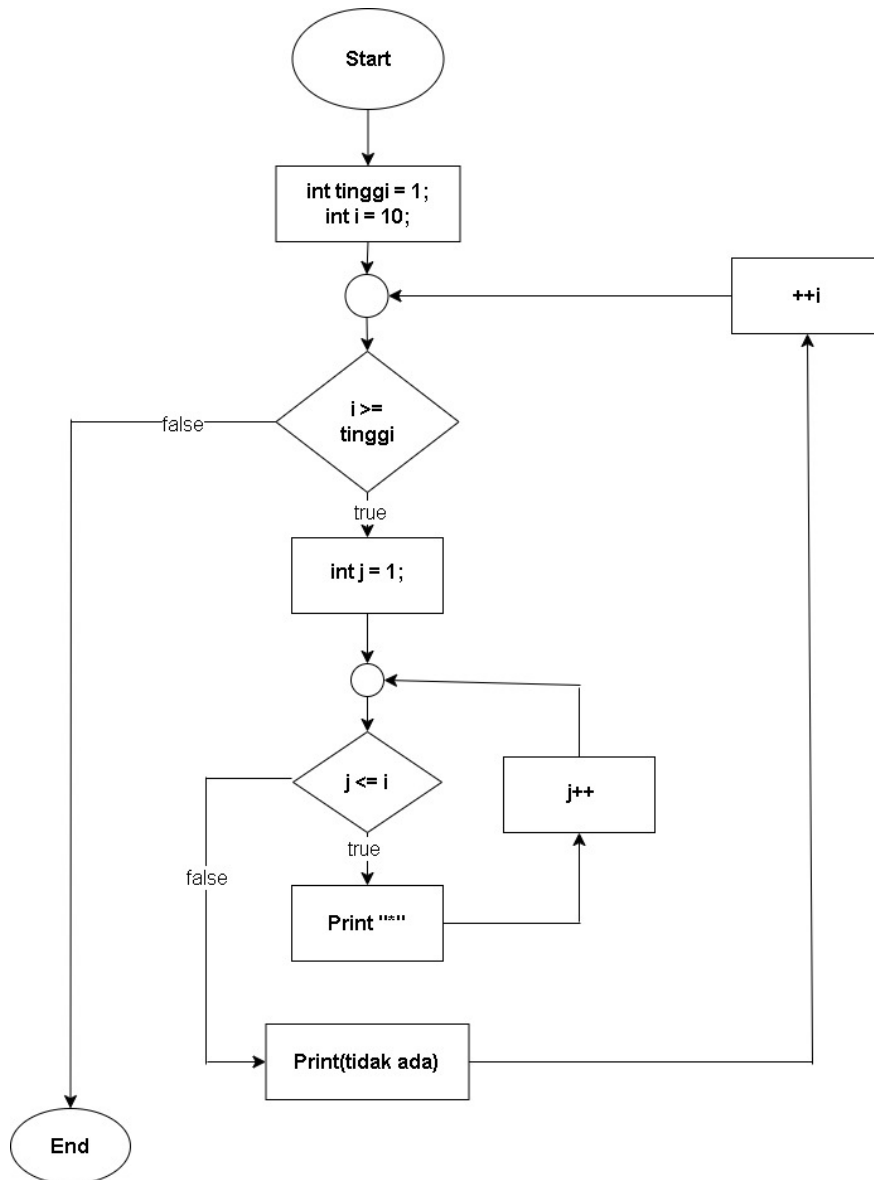 Start
int tinggi = 1;
int i = 10;
++i
i >=
tinggi
false
true
int j = 1;
j <= i
j++
true
false
Print "*"
Print(tidak ada)
End